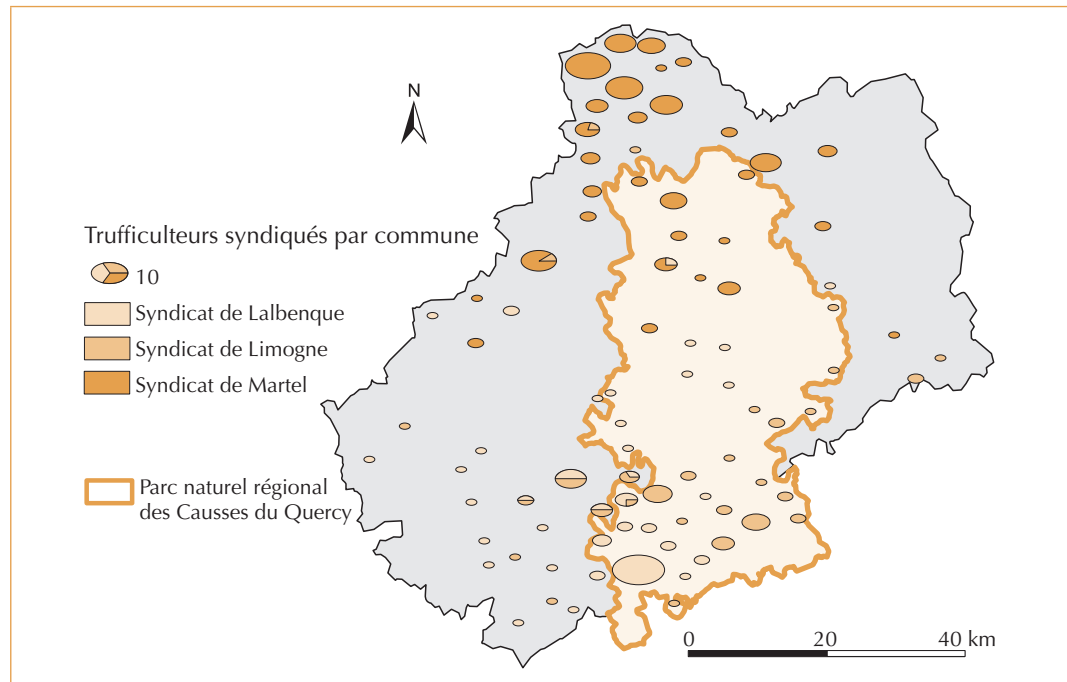 N
Trufficulteurs syndiqués par commune
10
Syndicat de Lalbenque
Syndicat de Limogne
Syndicat de Martel
Parc naturel régional
des Causses du Quercy
0 20 40 km